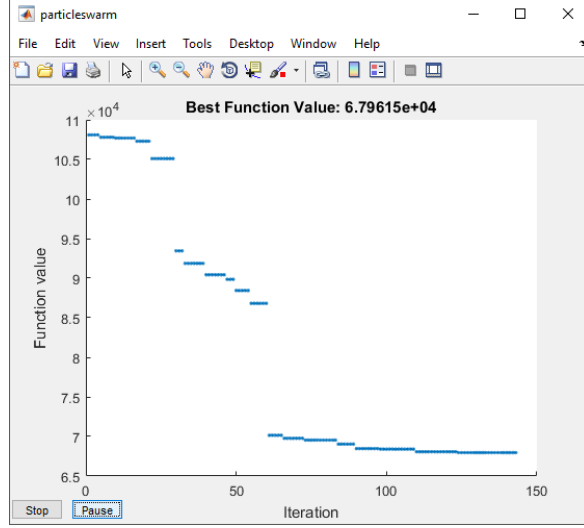 particleswarm
File Edit View Insert Tools Desktop Window Help
Best Function Value: 6.79615e+04
×10⁴
11
10.5
10
9.5
9
8.5
8
7.5
7
6.5
Function value
0 50 100 150
Iteration
Stop Pause